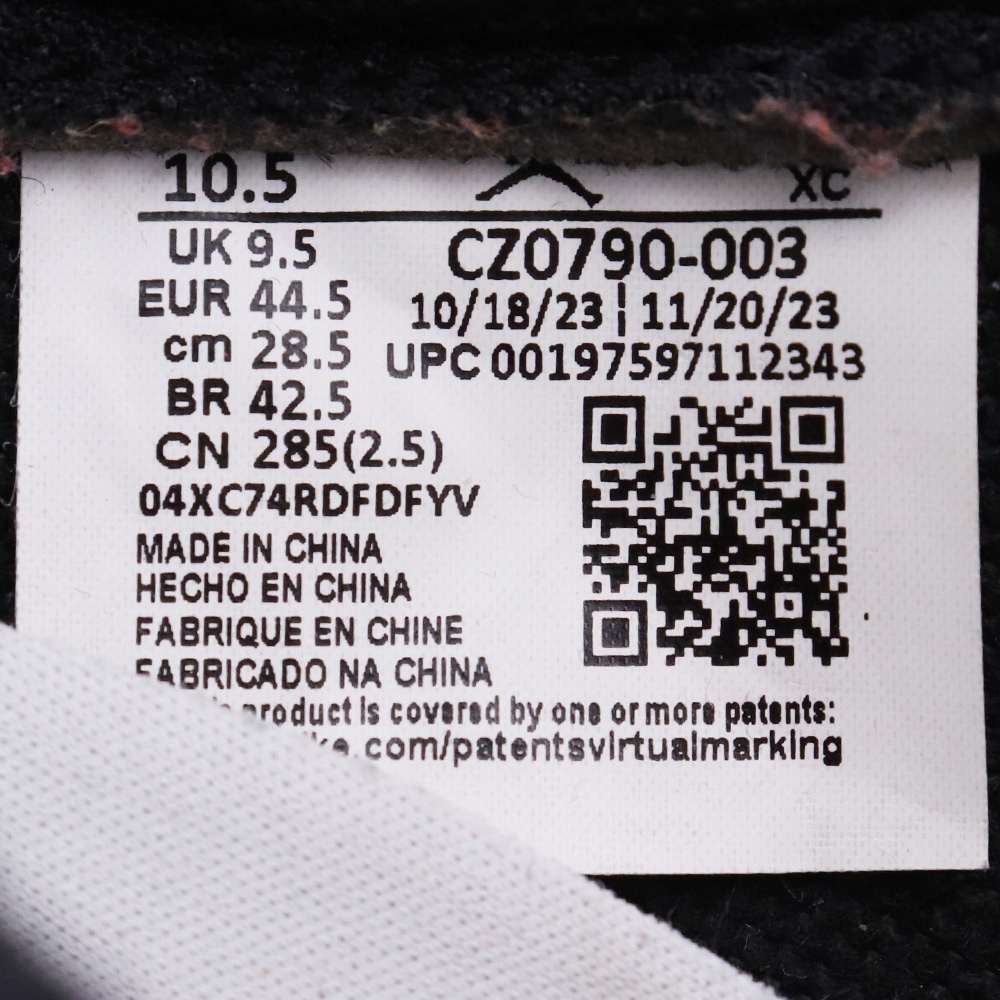 10.5 XC
UK 9.5 CZ0790-003
EUR 44.5 10/18/23 | 11/20/23
cm 28.5 UPC 00197597112343
BR 42.5
CN 285(2.5)
04XC74RDFDFYV
MADE IN CHINA
HECHO EN CHINA
FABRIQUE EN CHINE
FABRICADO NA CHINA
product is covered by one or more patents:
.com/patentsvirtualmarking